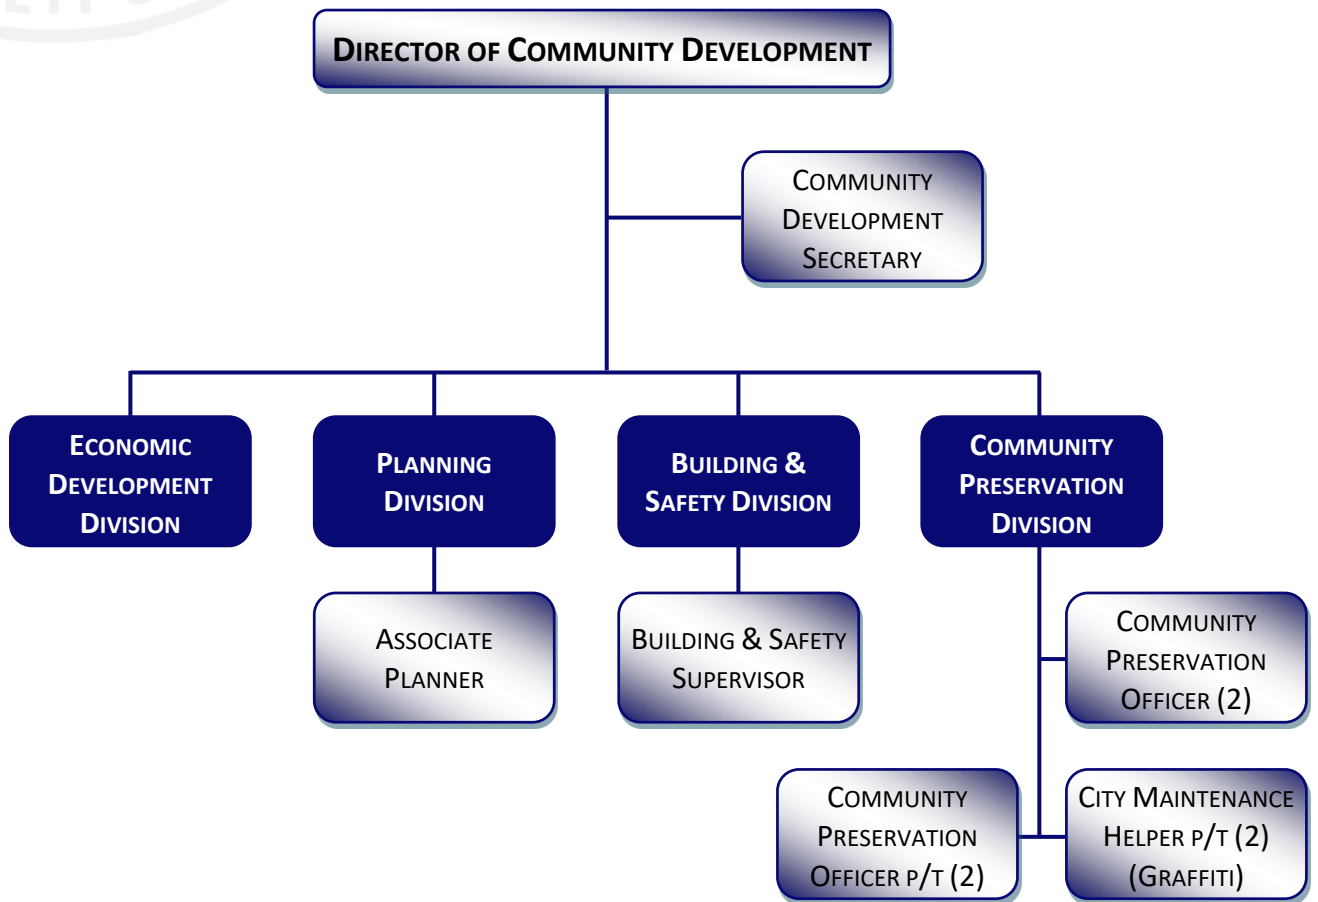 DIRECTOR OF COMMUNITY DEVELOPMENT
COMMUNITY
DEVELOPMENT
SECRETARY
ECONOMIC
DEVELOPMENT
DIVISION
PLANNING
DIVISION
BUILDING &
SAFETY DIVISION
COMMUNITY
PRESERVATION
DIVISION
ASSOCIATE
PLANNER
BUILDING & SAFETY
SUPERVISOR
COMMUNITY
PRESERVATION
OFFICER (2)
COMMUNITY
PRESERVATION
OFFICER P/T (2)
CITY MAINTENANCE
HELPER P/T (2)
(GRAFFITI)